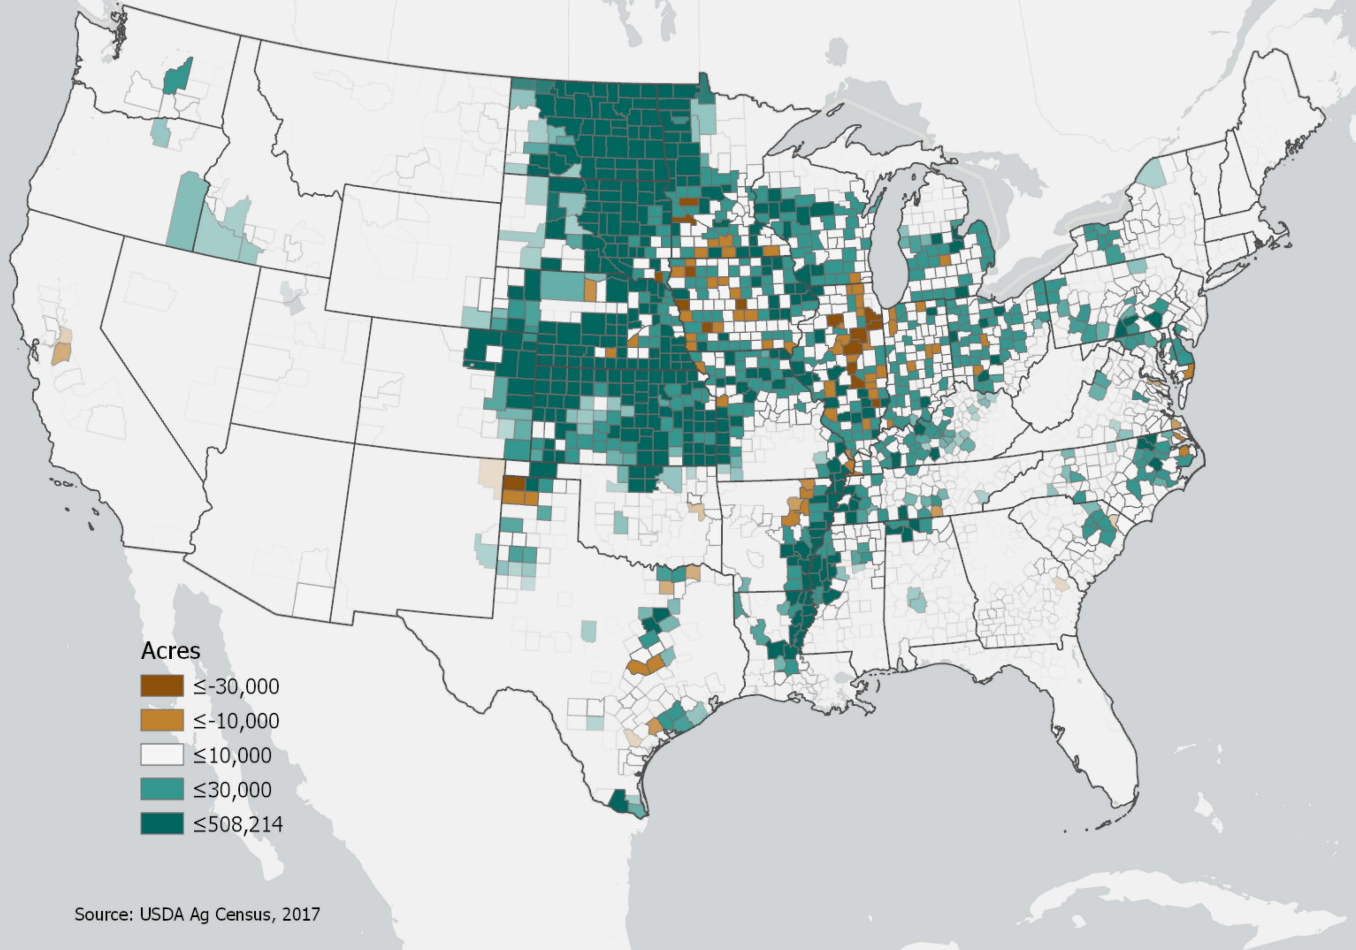 Acres
≤-30,000
≤-10,000
≤10,000
≤30,000
≤508,214
Source: USDA Ag Census, 2017